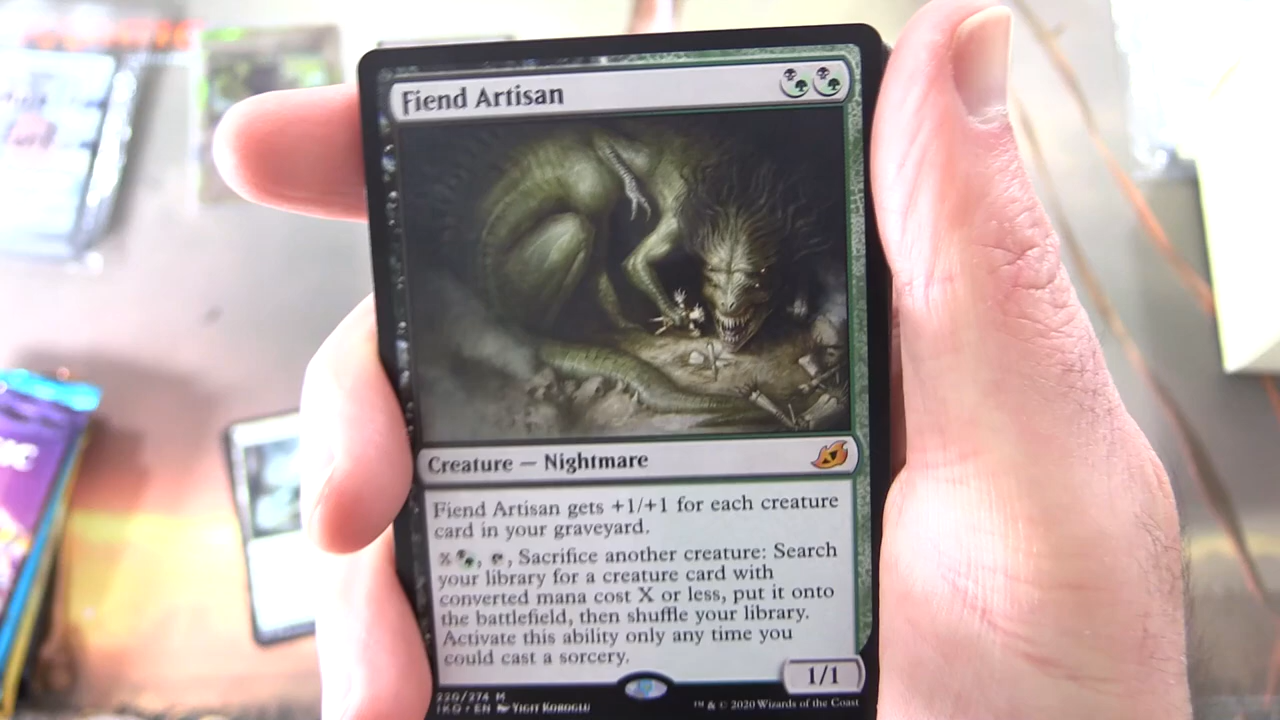 Fiend Artisan
Creature — Nightmare
Fiend Artisan gets +1/+1 for each creature
card in your graveyard.
X , , Sacrifice another creature: Search
your library for a creature card with
converted mana cost X or less, put it onto
the battlefield, then shuffle your library.
Activate this ability only any time you
could cast a sorcery.
1/1
220/274 M
IKO • EN Yigit Koroglu
™ & © 2020 Wizards of the Coast